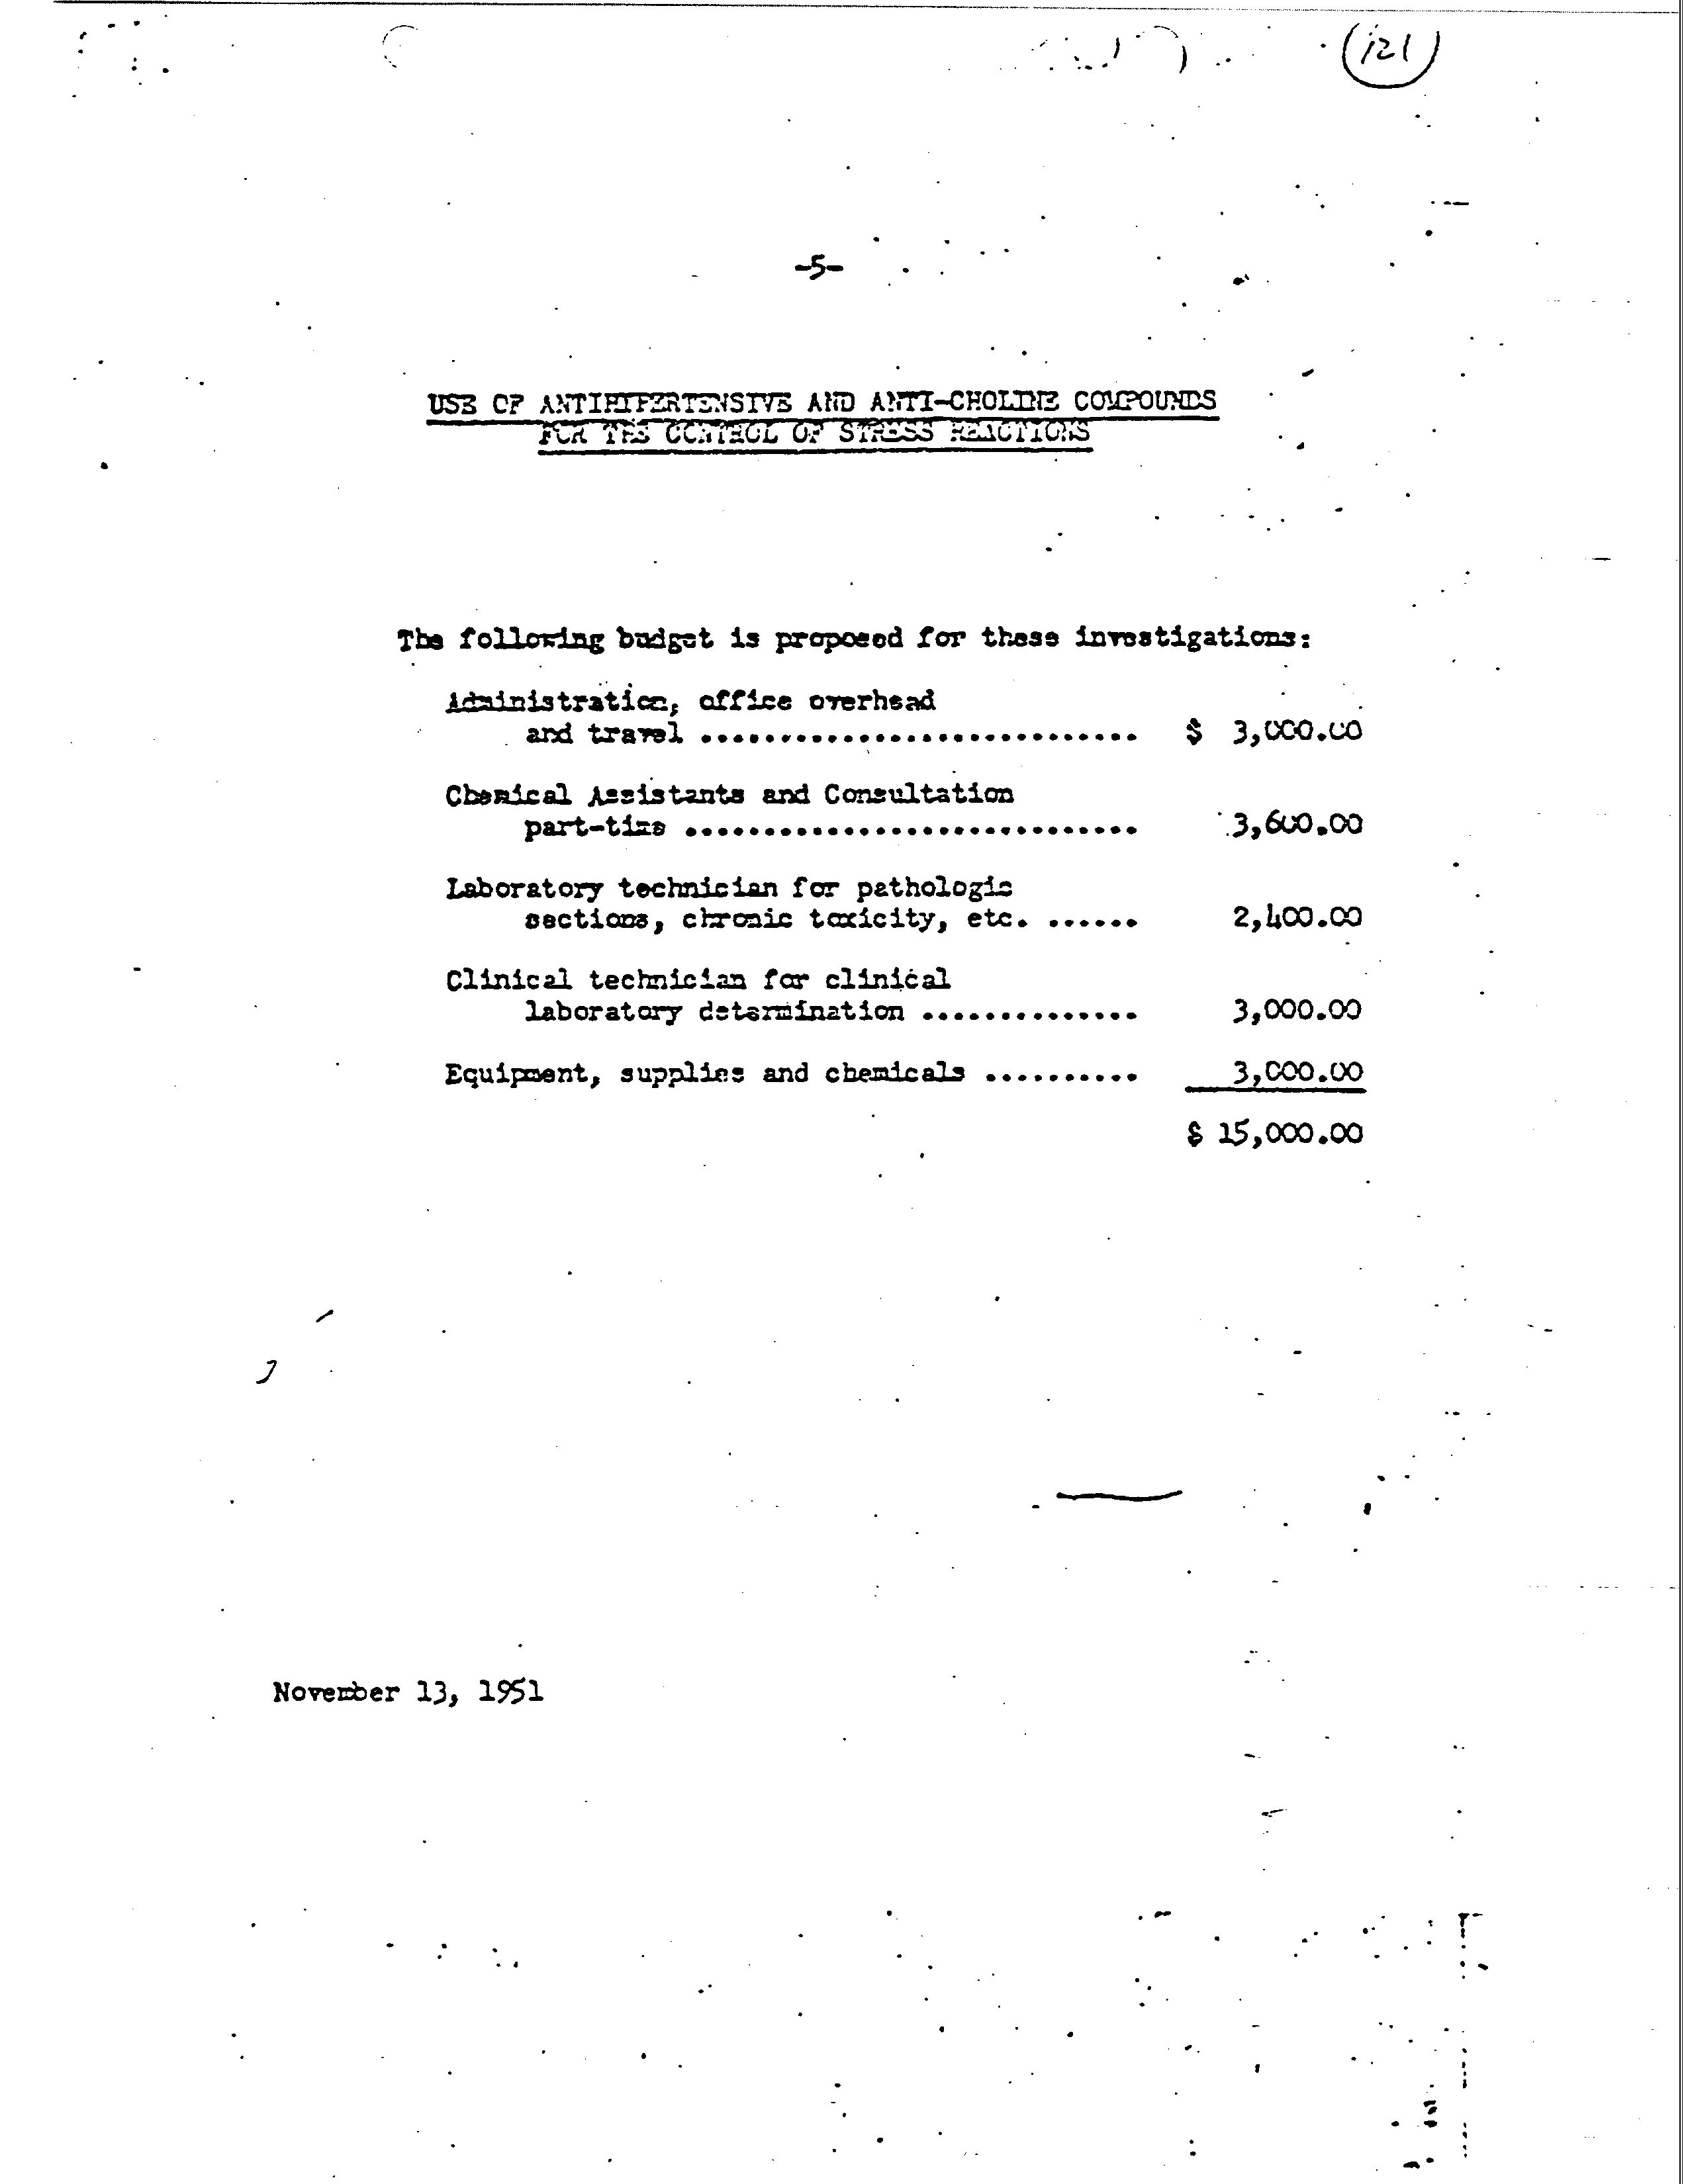 121
-5-
USE OF ANTIHYPERTENSIVE AND ANTI-CHOLINE COMPOUNDS
FOR THE CONTROL OF STRESS REACTIONS
The following budget is proposed for these investigations:
Administration, office overhead
and travel ............................ $ 3,000.00
Chemical Assistants and Consultation
part-time ............................. 3,600.00
Laboratory technician for pathologic
sections, chronic toxicity, etc. ...... 2,400.00
Clinical technician for clinical
laboratory determination .............. 3,000.00
Equipment, supplies and chemicals .......... 3,000.00
$ 15,000.00
November 13, 1951